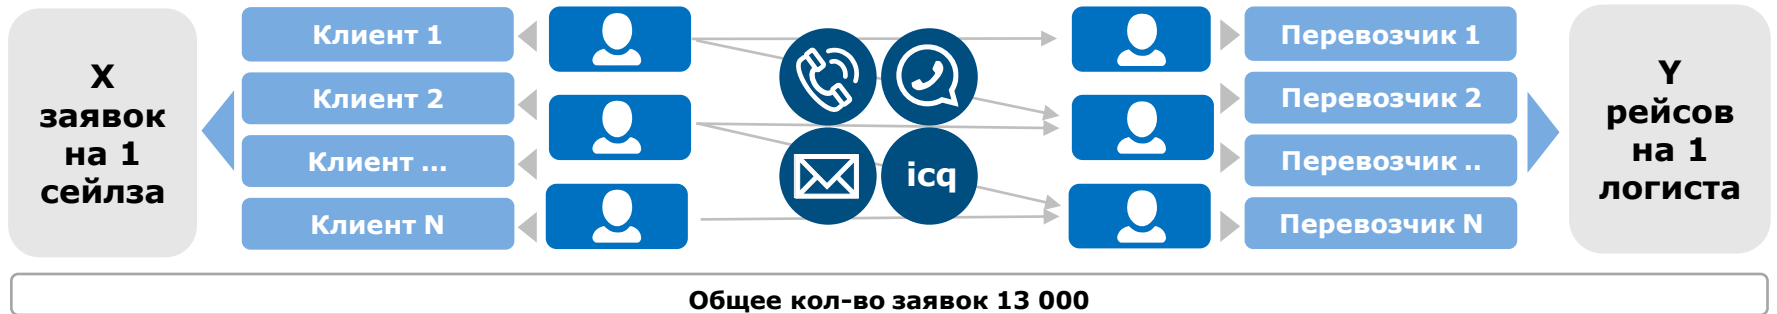 X
заявок
на 1
сейлза
Клиент 1
Клиент 2
Клиент ...
Клиент N
icq
Перевозчик 1
Перевозчик 2
Перевозчик ..
Перевозчик N
Y
рейсов
на 1
логиста
Общее кол-во заявок 13 000